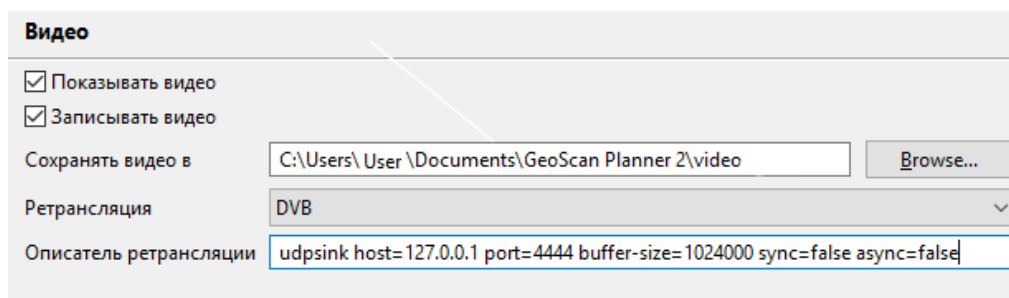 Видео
Показывать видео
Записывать видео
Сохранять видео в C:\Users\ User \Documents\GeoScan Planner 2\video Browse...
Ретрансляция DVB
Описатель ретрансляции udpsink host=127.0.0.1 port=4444 buffer-size=1024000 sync=false async=false